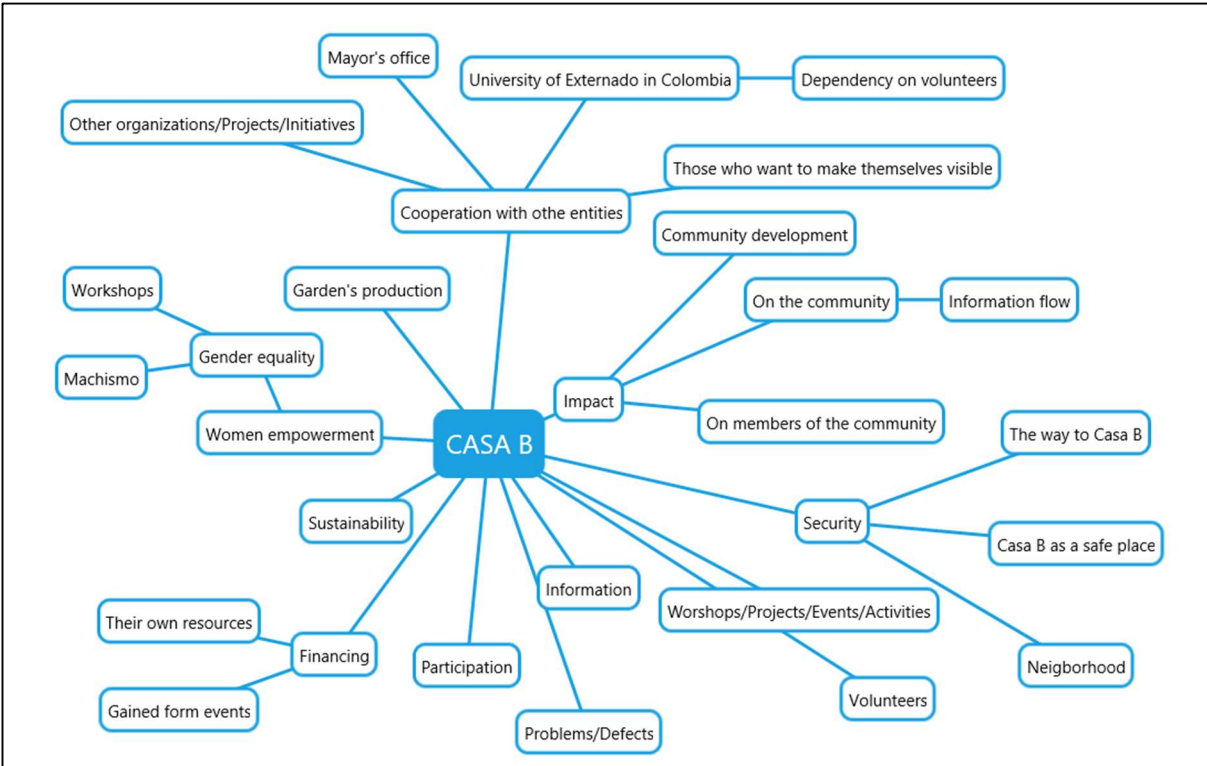 Mayor's office
University of Externado in Colombia
Dependency on volunteers
Other organizations/Projects/Initiatives
Those who want to make themselves visible
Cooperation with othe entities
Community development
Workshops
Garden's production
On the community
Information flow
Gender equality
Machismo
Impact
On members of the community
Women empowerment
CASA B
The way to Casa B
Sustainability
Security
Casa B as a safe place
Information
Worshops/Projects/Events/Activities
Their own resources
Financing
Participation
Neigborhood
Volunteers
Gained form events
Problems/Defects